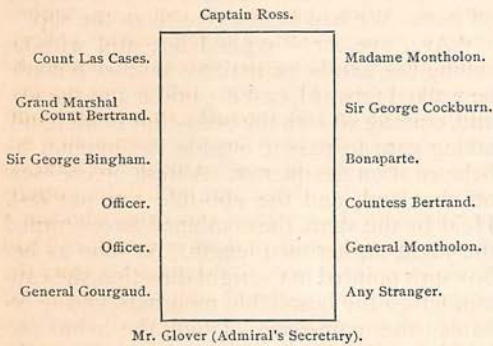 Captain Ross.
Count Las Cases.
Madame Montholon.
Grand Marshal
Count Bertrand.
Sir George Cockburn.
Sir George Bingham.
Bonaparte.
Officer.
Countess Bertrand.
Officer.
General Montholon.
General Gourgaud.
Any Stranger.
Mr. Glover (Admiral's Secretary).